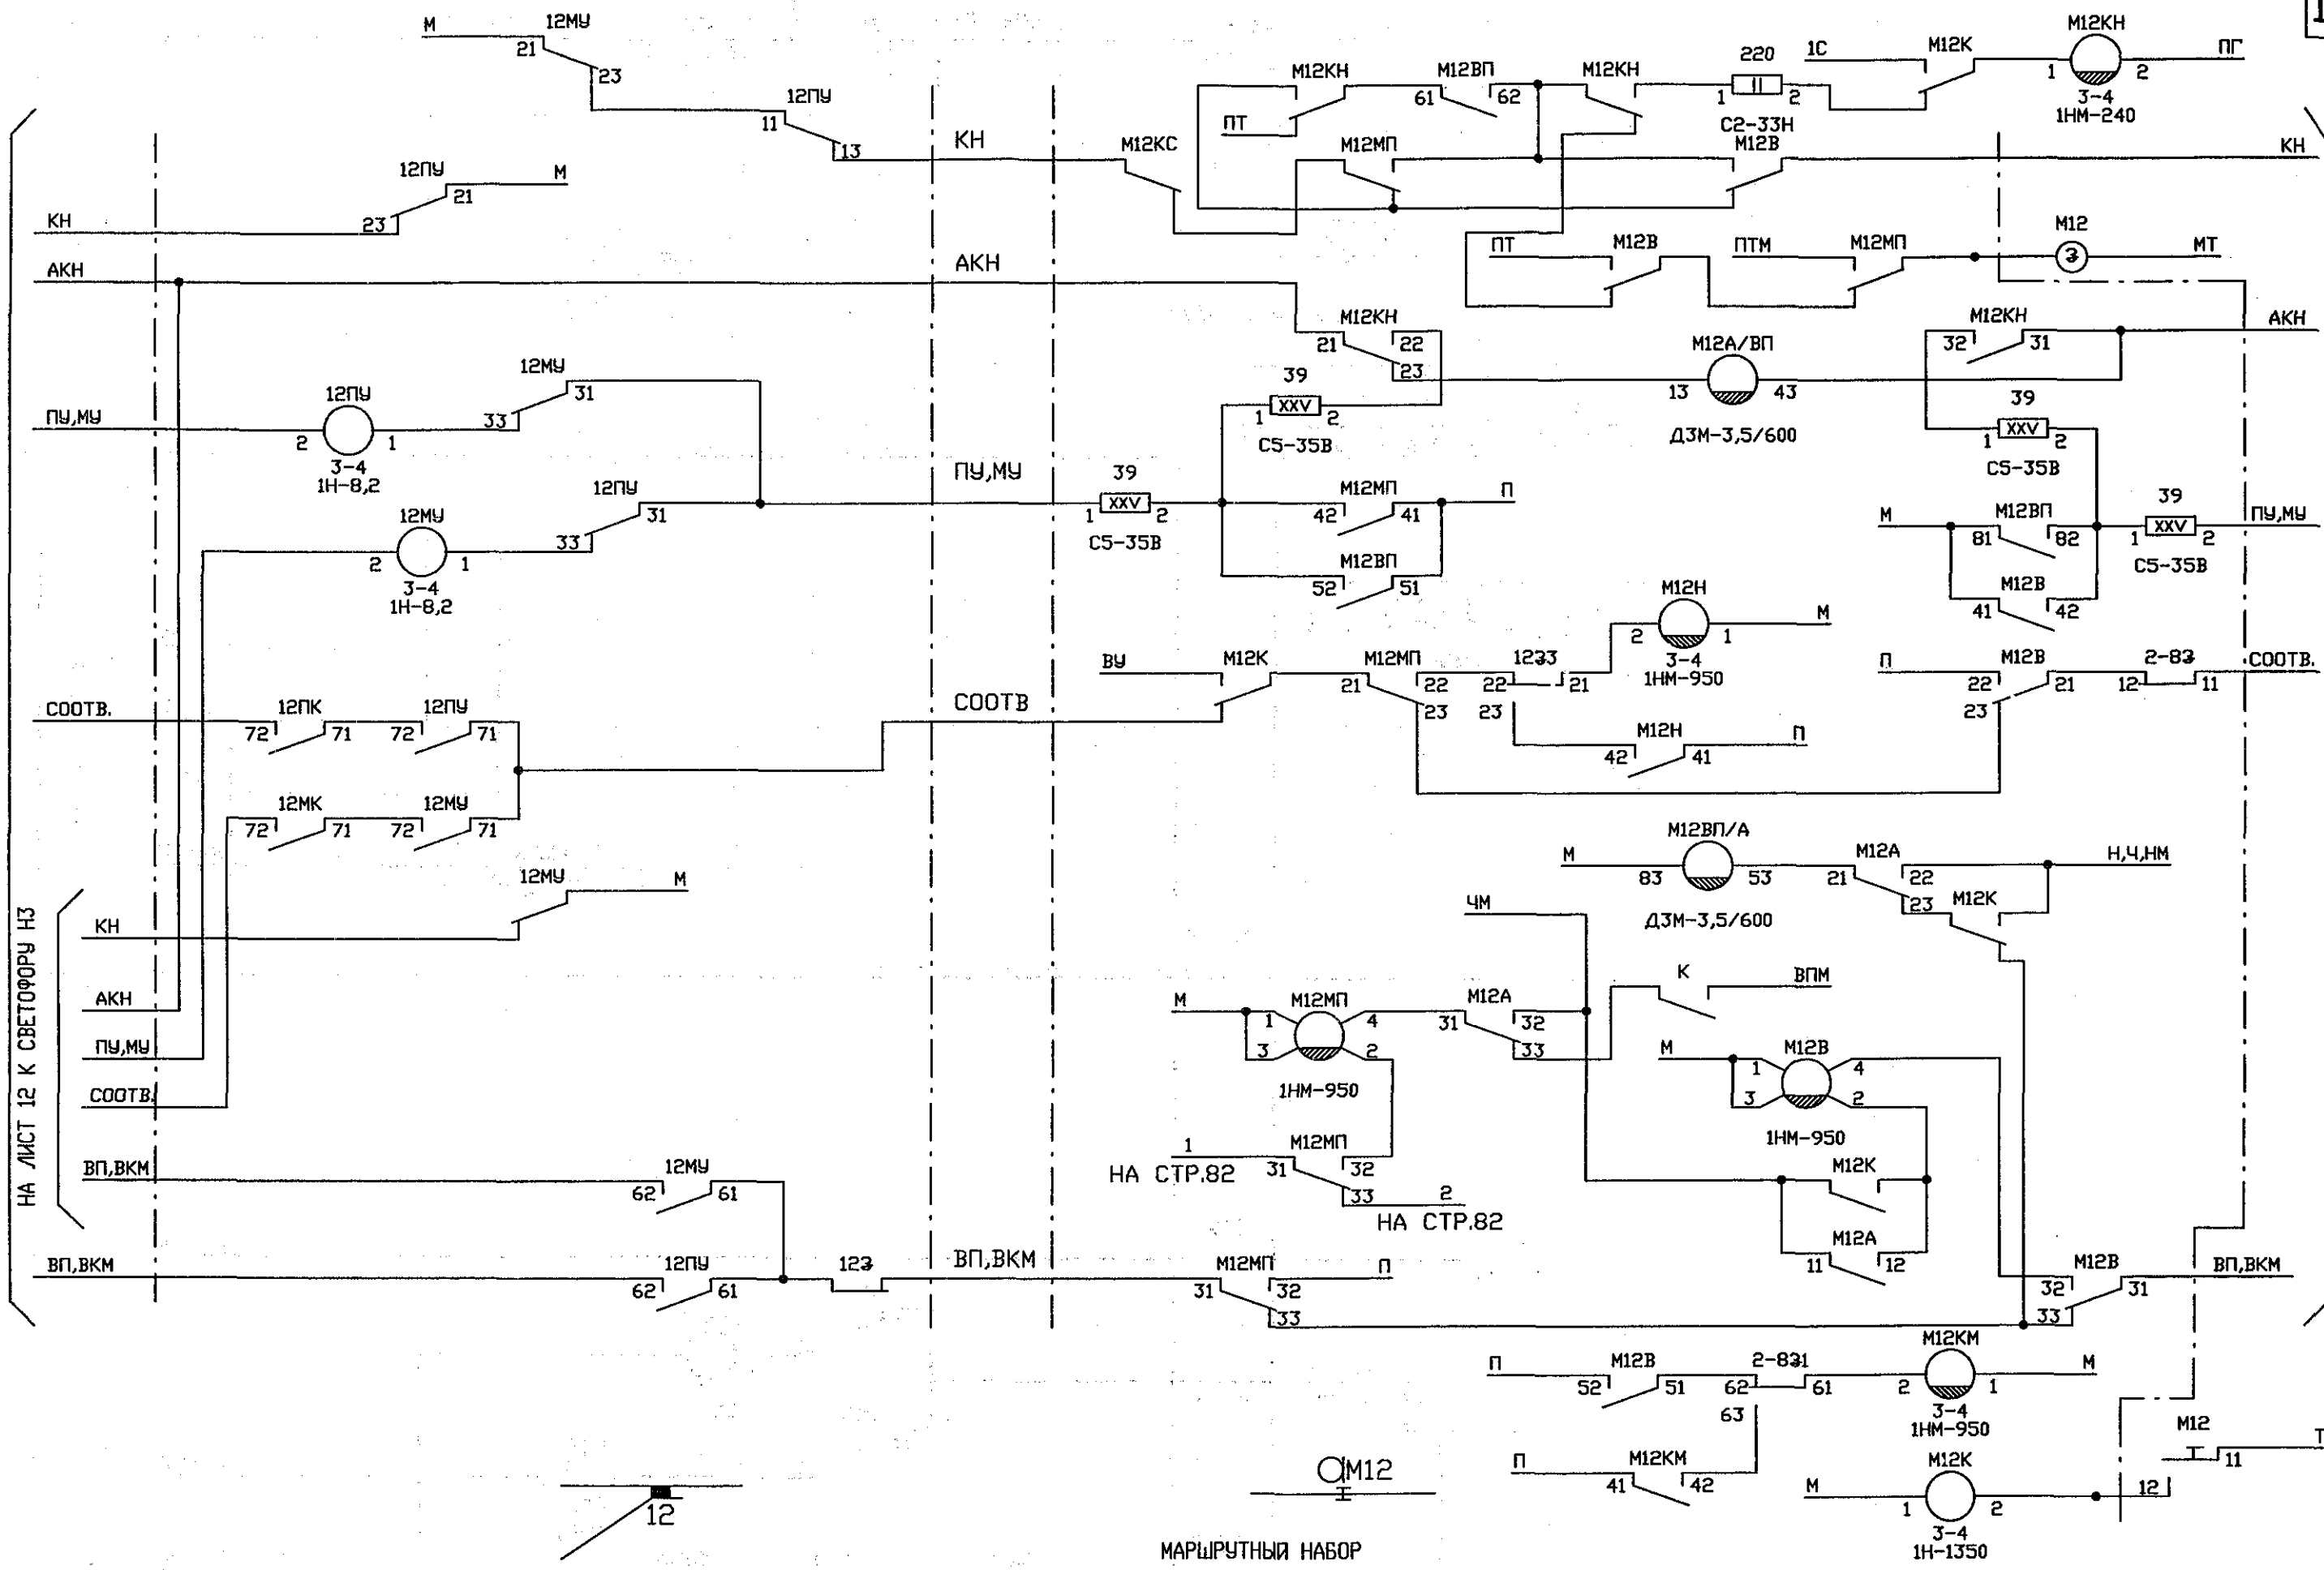 М 12МУ М12КН
21 23 12ПУ 11 13
М12КН М12ВП М12КН 220 1С М12К ПГ
61 62 1 2 1 2
ПТ С2-33Н 3-4
1НМ-240
КН М12КС М12МП М12В КН
12ПУ М
КН 23 21
АКН АКН ПТ М12В ПТМ М12МП М12 З МТ
М12КН М12КН АКН
21 22 23 32 31
М12А/ВП
13 43
Д3М-3,5/600
39
1 XXV 2
С5-35В
39
1 XXV 2
С5-35В
12МУ
33 31
ПУ,МУ 12ПУ
2 1
3-4
1Н-8,2
12ПУ
33 31
12МУ
2 1
3-4
1Н-8,2
ПУ,МУ 39
1 XXV 2
С5-35В
М12МП П
42 41
М12ВП
52 51
М М12ВП 39 ПУ,МУ
81 82 1 XXV 2
С5-35В
М12В
41 42
М12Н М
2 1
3-4
1НМ-950
ВУ М12К М12МП 12З3
21 22 22 21
23 23
П М12В 2-8З СООТВ.
22 21 12 11
23
СООТВ. 12ПК 12ПУ СООТВ
72 71 72 71
М12Н П
42 41
12МК 12МУ
72 71 72 71
М12ВП/А
М 83 53 М12А Н,Ч,НМ
21 22
23 М12К
Д3М-3,5/600
12МУ М
КН
ЧМ
К ВПМ
НА ЛИСТ 12 К СВЕТОФОРУ Н3
АКН
М М12МП М12А
1 4 31 32
3 2 33
1НМ-950
ПУ,МУ
М М12В
1 4
3 2
1НМ-950
СООТВ.
1 М12МП
31 32
НА СТР.82
33 2
НА СТР.82
М12К
М12А
11 12
ВП,ВКМ 12МУ
62 61
ВП,ВКМ 12ПУ 12З ВП,ВКМ М12МП П М12В ВП,ВКМ
62 61 31 32 32 31
33 33
П М12В 2-8З1 М12КМ М
52 51 62 61 2 1
63 3-4
1НМ-950
П М12КМ М12К
41 42 М 1 2
3-4
1Н-1350
М12
11
12
12
М12
МАРШРУТНЫЙ НАБОР